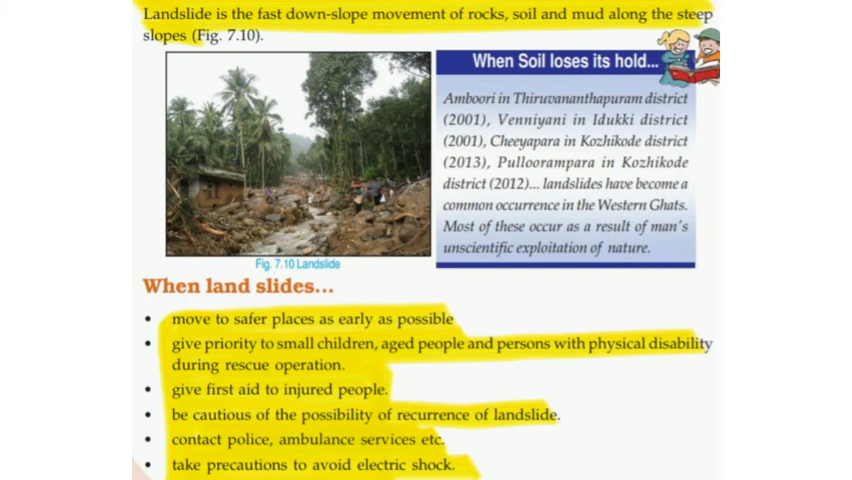 Landslide is the fast down-slope movement of rocks, soil and mud along the steep
slopes (Fig. 7.10).
When Soil loses its hold...
Amboori in Thiruvananthapuram district
(2001), Venniyani in Idukki district
(2001), Cheeyapara in Kozhikode district
(2013), Pulloorampara in Kozhikode
district (2012)... landslides have become a
common occurrence in the Western Ghats.
Most of these occur as a result of man's
unscientific exploitation of nature.
Fig. 7.10 Landslide
When land slides...
• move to safer places as early as possible
• give priority to small children, aged people and persons with physical disability
during rescue operation.
• give first aid to injured people.
• be cautious of the possibility of recurrence of landslide.
• contact police, ambulance services etc.
• take precautions to avoid electric shock.